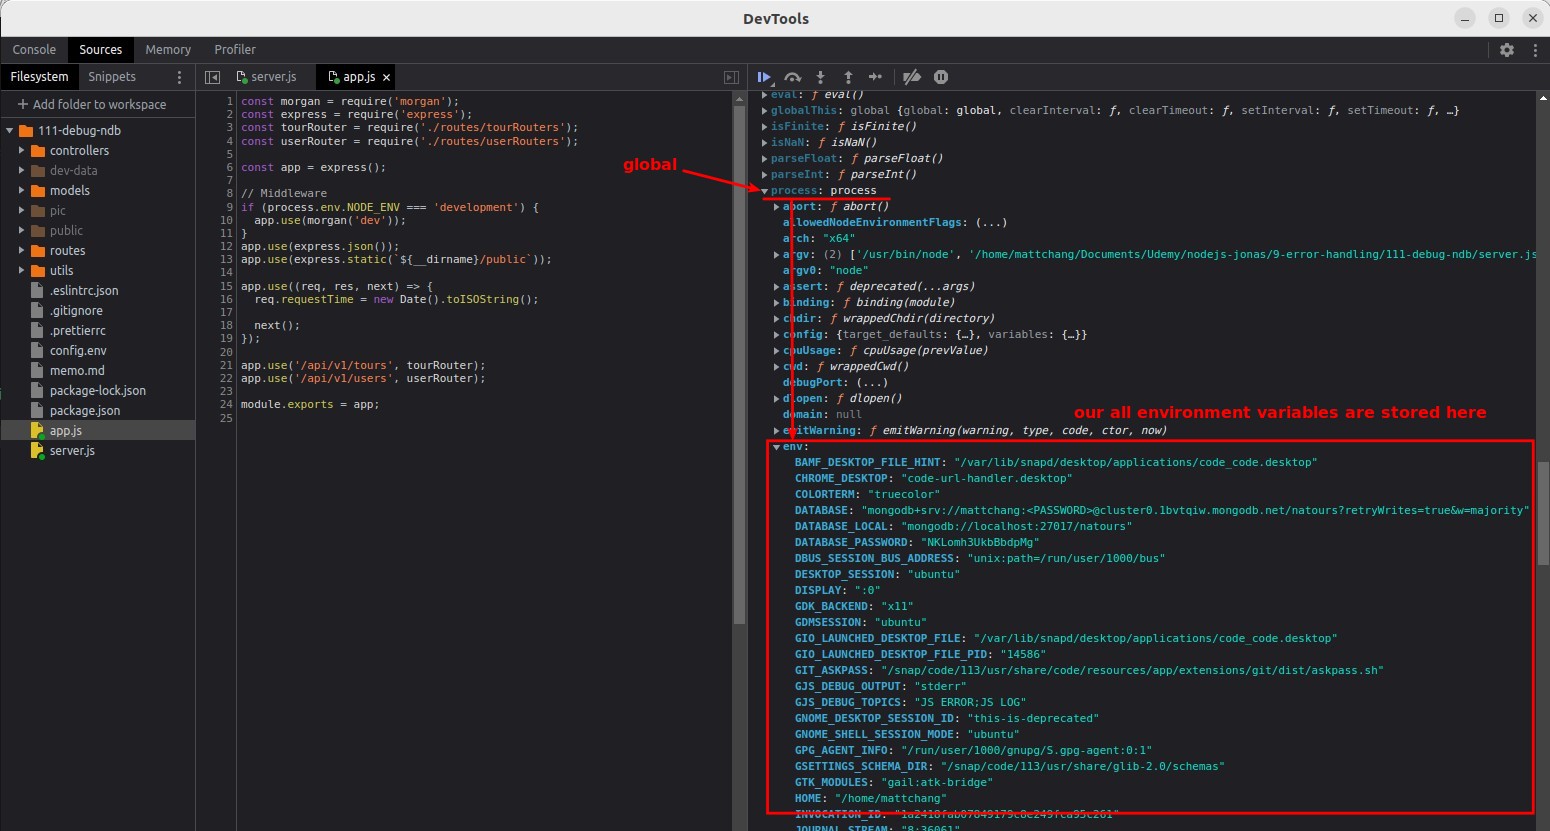 DevTools
Console Sources Memory Profiler
Filesystem Snippets
server.js app.js
Add folder to workspace
111-debug-ndb
controllers
dev-data
models
pic
public
routes
utils
.eslintrc.json
.gitignore
.prettierrc
config.env
memo.md
package-lock.json
package.json
app.js
server.js
1 const morgan = require('morgan');
2 const express = require('express');
3 const tourRouter = require('./routes/tourRouters');
4 const userRouter = require('./routes/userRouters');
5
6 const app = express();
7
8 // Middleware
9 if (process.env.NODE_ENV === 'development') {
10 app.use(morgan('dev'));
11 }
12 app.use(express.json());
13 app.use(express.static(`${__dirname}/public`));
14
15 app.use((req, res, next) => {
16 req.requestTime = new Date().toISOString();
17
18 next();
19 });
20
21 app.use('/api/v1/tours', tourRouter);
22 app.use('/api/v1/users', userRouter);
23
24 module.exports = app;
25
eval: ƒ eval()
globalThis: global {global: global, clearInterval: ƒ, clearTimeout: ƒ, setInterval: ƒ, setTimeout: ƒ, …}
isFinite: ƒ isFinite()
isNaN: ƒ isNaN()
parseFloat: ƒ parseFloat()
global
parseInt: ƒ parseInt()
process: process
abort: ƒ abort()
allowedNodeEnvironmentFlags: (...)
arch: "x64"
argv: (2) ['/usr/bin/node', '/home/mattchang/Documents/Udemy/nodejs-jonas/9-error-handling/111-debug-ndb/server.js
argv0: "node"
assert: ƒ deprecated(...args)
binding: ƒ binding(module)
chdir: ƒ wrappedChdir(directory)
config: {target_defaults: {…}, variables: {…}}
cpuUsage: ƒ cpuUsage(prevValue)
cwd: ƒ wrappedCwd()
debugPort: (...)
dlopen: ƒ dlopen()
domain: null
our all environment variables are stored here
emitWarning: ƒ emitWarning(warning, type, code, ctor, now)
env:
BAMF_DESKTOP_FILE_HINT: "/var/lib/snapd/desktop/applications/code_code.desktop"
CHROME_DESKTOP: "code-url-handler.desktop"
COLORTERM: "truecolor"
DATABASE: "mongodb+srv://mattchang:<PASSWORD>@cluster0.1bvtqiw.mongodb.net/natours?retryWrites=true&w=majority"
DATABASE_LOCAL: "mongodb://localhost:27017/natours"
DATABASE_PASSWORD: "NKLomh3UkbBbdpMg"
DBUS_SESSION_BUS_ADDRESS: "unix:path=/run/user/1000/bus"
DESKTOP_SESSION: "ubuntu"
DISPLAY: ":0"
GDK_BACKEND: "x11"
GDMSESSION: "ubuntu"
GIO_LAUNCHED_DESKTOP_FILE: "/var/lib/snapd/desktop/applications/code_code.desktop"
GIO_LAUNCHED_DESKTOP_FILE_PID: "14586"
GIT_ASKPASS: "/snap/code/113/usr/share/code/resources/app/extensions/git/dist/askpass.sh"
GJS_DEBUG_OUTPUT: "stderr"
GJS_DEBUG_TOPICS: "JS ERROR;JS LOG"
GNOME_DESKTOP_SESSION_ID: "this-is-deprecated"
GNOME_SHELL_SESSION_MODE: "ubuntu"
GPG_AGENT_INFO: "/run/user/1000/gnupg/S.gpg-agent:0:1"
GSETTINGS_SCHEMA_DIR: "/snap/code/113/usr/share/glib-2.0/schemas"
GTK_MODULES: "gail:atk-bridge"
HOME: "/home/mattchang"
INVOCATION_ID:
JOURNAL_STREAM: "8:36061"